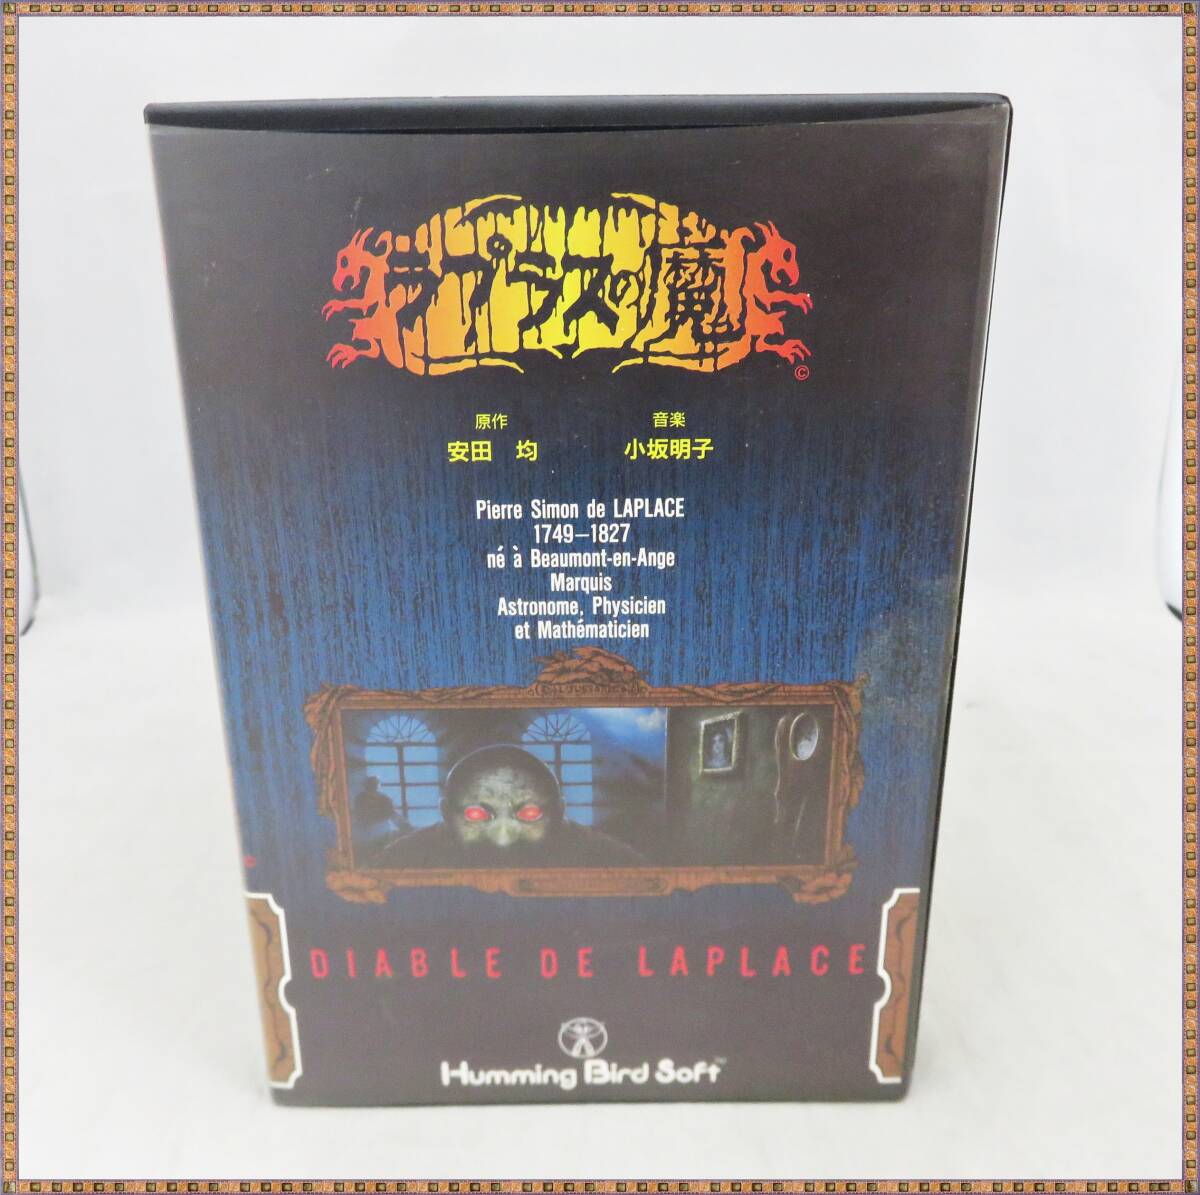 ラプラスの魔
©
原作
音楽
安田 均
小坂明子
Pierre Simon de LAPLACE
1749–1827
né à Beaumont-en-Ange
Marquis
Astronome, Physicien
et Mathématicien
DIABLE DE LAPLACE
Humming Bird Soft™